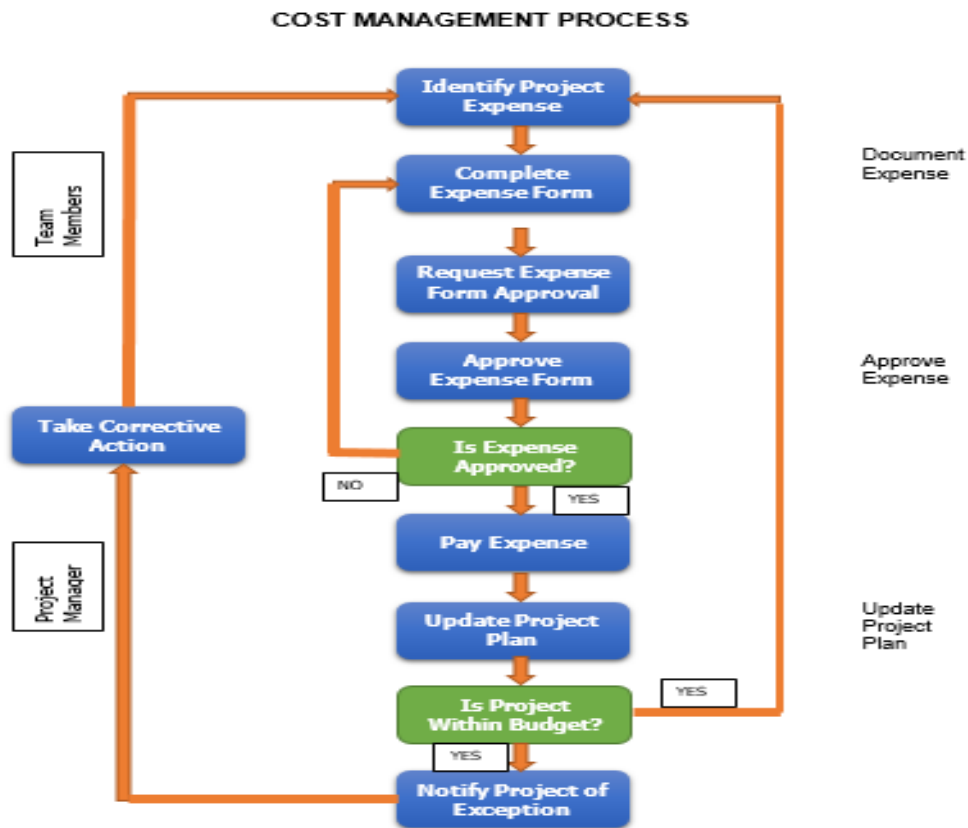 COST MANAGEMENT PROCESS
Identify Project
Expense
Document
Expense
Team
Members
Complete
Expense Form
Request Expense
Form Approval
Approve
Expense Form
Approve
Expense
Take Corrective
Action
Is Expense
Approved?
NO
YES
Pay Expense
Project
Manager
Update Project
Plan
Update
Project
Plan
Is Project
Within Budget?
YES
YES
Notify Project of
Exception